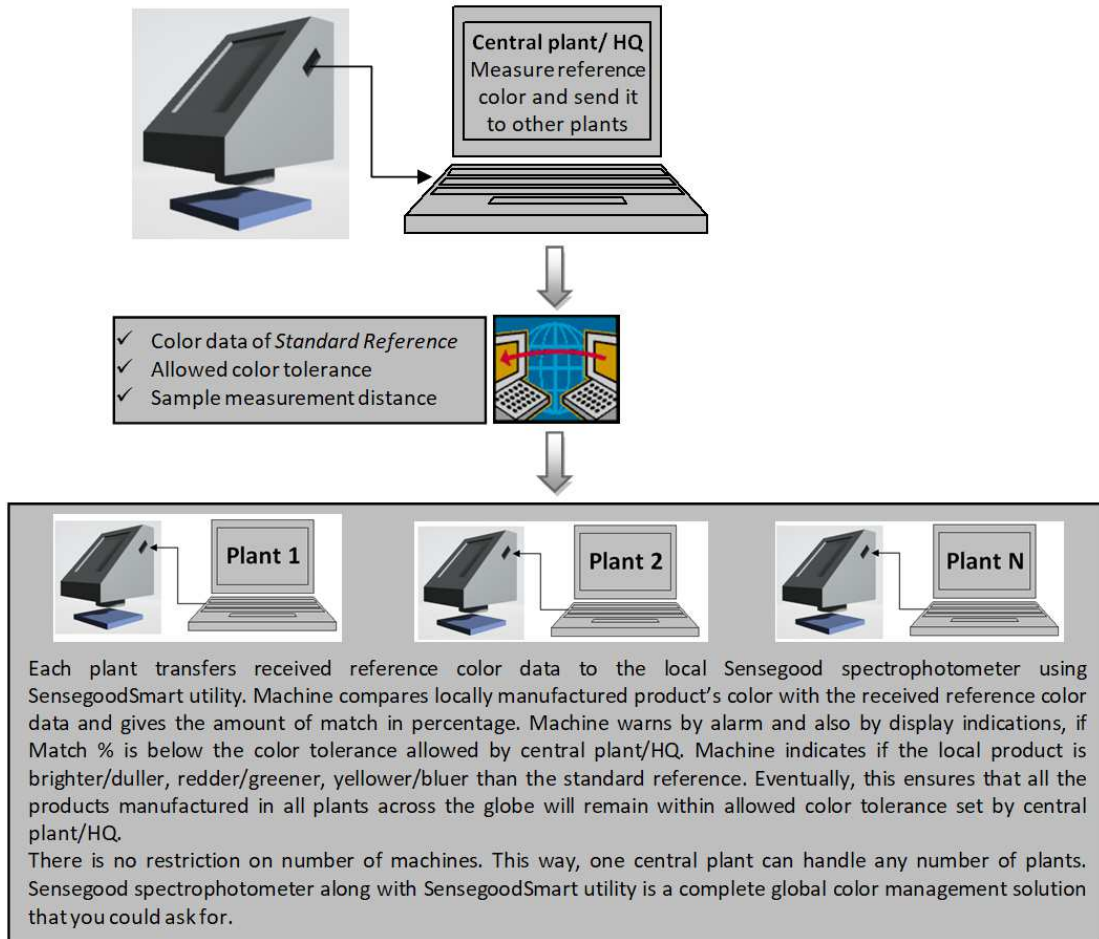 Central plant/ HQ
Measure reference
color and send it
to other plants
✓ Color data of Standard Reference
✓ Allowed color tolerance
✓ Sample measurement distance
Plant 1
Plant 2
Plant N
Each plant transfers received reference color data to the local Sensegood spectrophotometer using
SensegoodSmart utility. Machine compares locally manufactured product’s color with the received reference color
data and gives the amount of match in percentage. Machine warns by alarm and also by display indications, if
Match % is below the color tolerance allowed by central plant/HQ. Machine indicates if the local product is
brighter/duller, redder/greener, yellower/bluer than the standard reference. Eventually, this ensures that all the
products manufactured in all plants across the globe will remain within allowed color tolerance set by central
plant/HQ.
There is no restriction on number of machines. This way, one central plant can handle any number of plants.
Sensegood spectrophotometer along with SensegoodSmart utility is a complete global color management solution
that you could ask for.